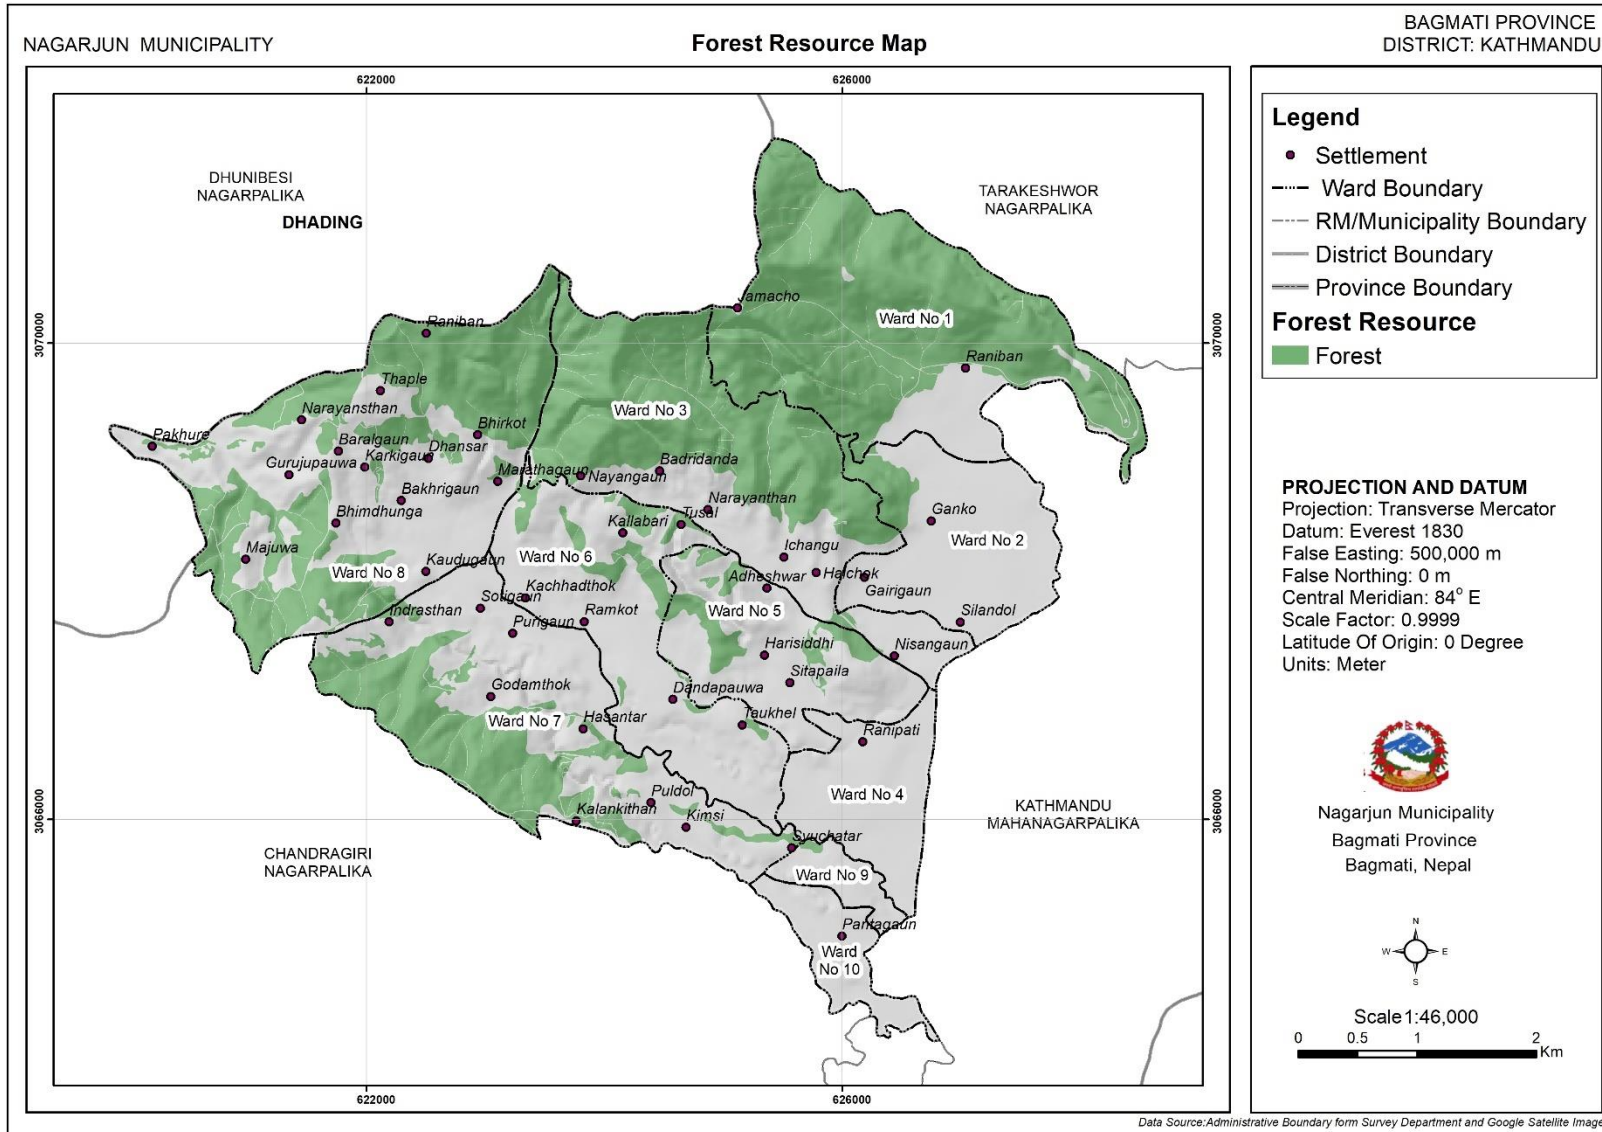 NAGARJUN MUNICIPALITY
Forest Resource Map
BAGMATI PROVINCE
DISTRICT: KATHMANDU
622000
626000
DHUNIBESI
NAGARPALIKA
DHADING
TARAKESHWOR
NAGARPALIKA
Jamacho
Ward No 1
Raniban
3070000
3070000
Raniban
Thaple
Narayansthan
Ward No 3
Pakhure
Baralgaun
Bhirkot
Dhansar
Karkigaun
Gurujupauwa
Marathagaun
Nayangaun
Badridanda
Bakhrigaun
Narayanthan
Bhimdhunga
Kallabari
Tusal
Ganko
Ward No 2
Majuwa
Ward No 8
Kaudugaun
Ward No 6
Ichangu
Adheshwar
Halchok
Gairigaun
Kachhadthok
Ward No 5
Indrasthan
Sotigaun
Ramkot
Silandol
Purigaun
Harisiddhi
Nisangaun
Sitapaila
Godamthok
Dandapauwa
Ward No 7
Hasantar
Taukhel
Ranipati
Ward No 4
Puldol
Kalankithan
Kimsi
3066000
3066000
KATHMANDU
MAHANAGARPALIKA
Syuchatar
CHANDRAGIRI
NAGARPALIKA
Ward No 9
Pantagaun
Ward
No 10
622000
626000
Legend
Settlement
Ward Boundary
RM/Municipality Boundary
District Boundary
Province Boundary
Forest Resource
Forest
PROJECTION AND DATUM
Projection: Transverse Mercator
Datum: Everest 1830
False Easting: 500,000 m
False Northing: 0 m
Central Meridian: 84° E
Scale Factor: 0.9999
Latitude Of Origin: 0 Degree
Units: Meter
Nagarjun Municipality
Bagmati Province
Bagmati, Nepal
N
W E
S
Scale 1:46,000
0 0.5 1 2
Km
Data Source:Administrative Boundary form Survey Department and Google Satellite Image